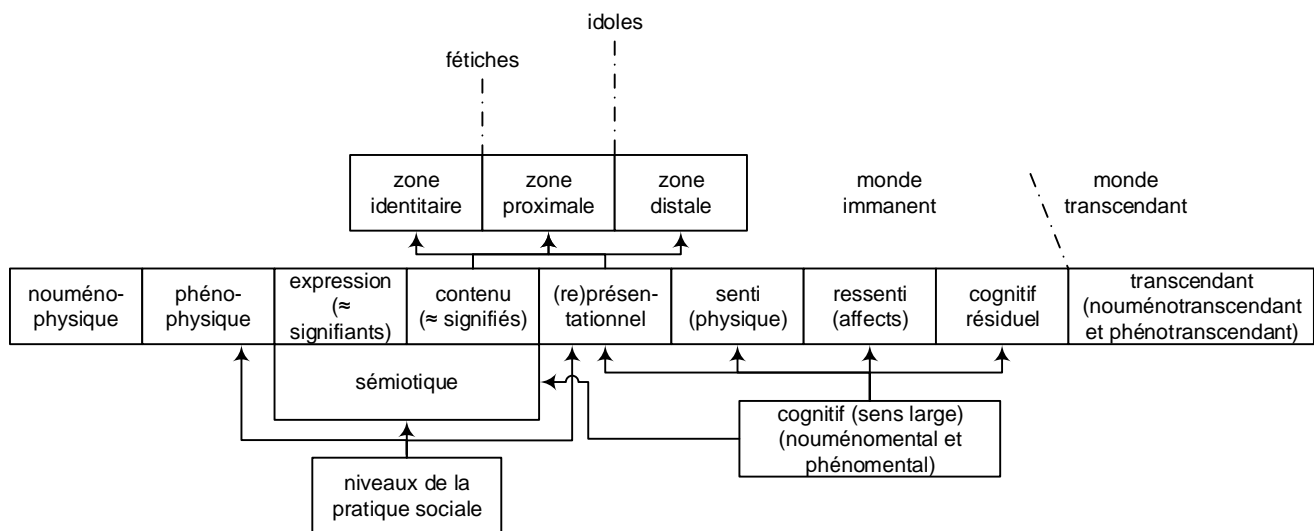 idoles
fétiches
zone
identitaire
zone
proximale
zone
distale
monde
immanent
monde
transcendant
nouméno-
physique
phéno-
physique
expression
(≈
signifiants)
contenu
(≈ signifiés)
(re)présen-
tationnel
senti
(physique)
ressenti
(affects)
cognitif
résiduel
transcendant
(nouménotranscendant
et phénotranscendant)
sémiotique
cognitif (sens large)
(nouménomental et
phénomental)
niveaux de la
pratique sociale